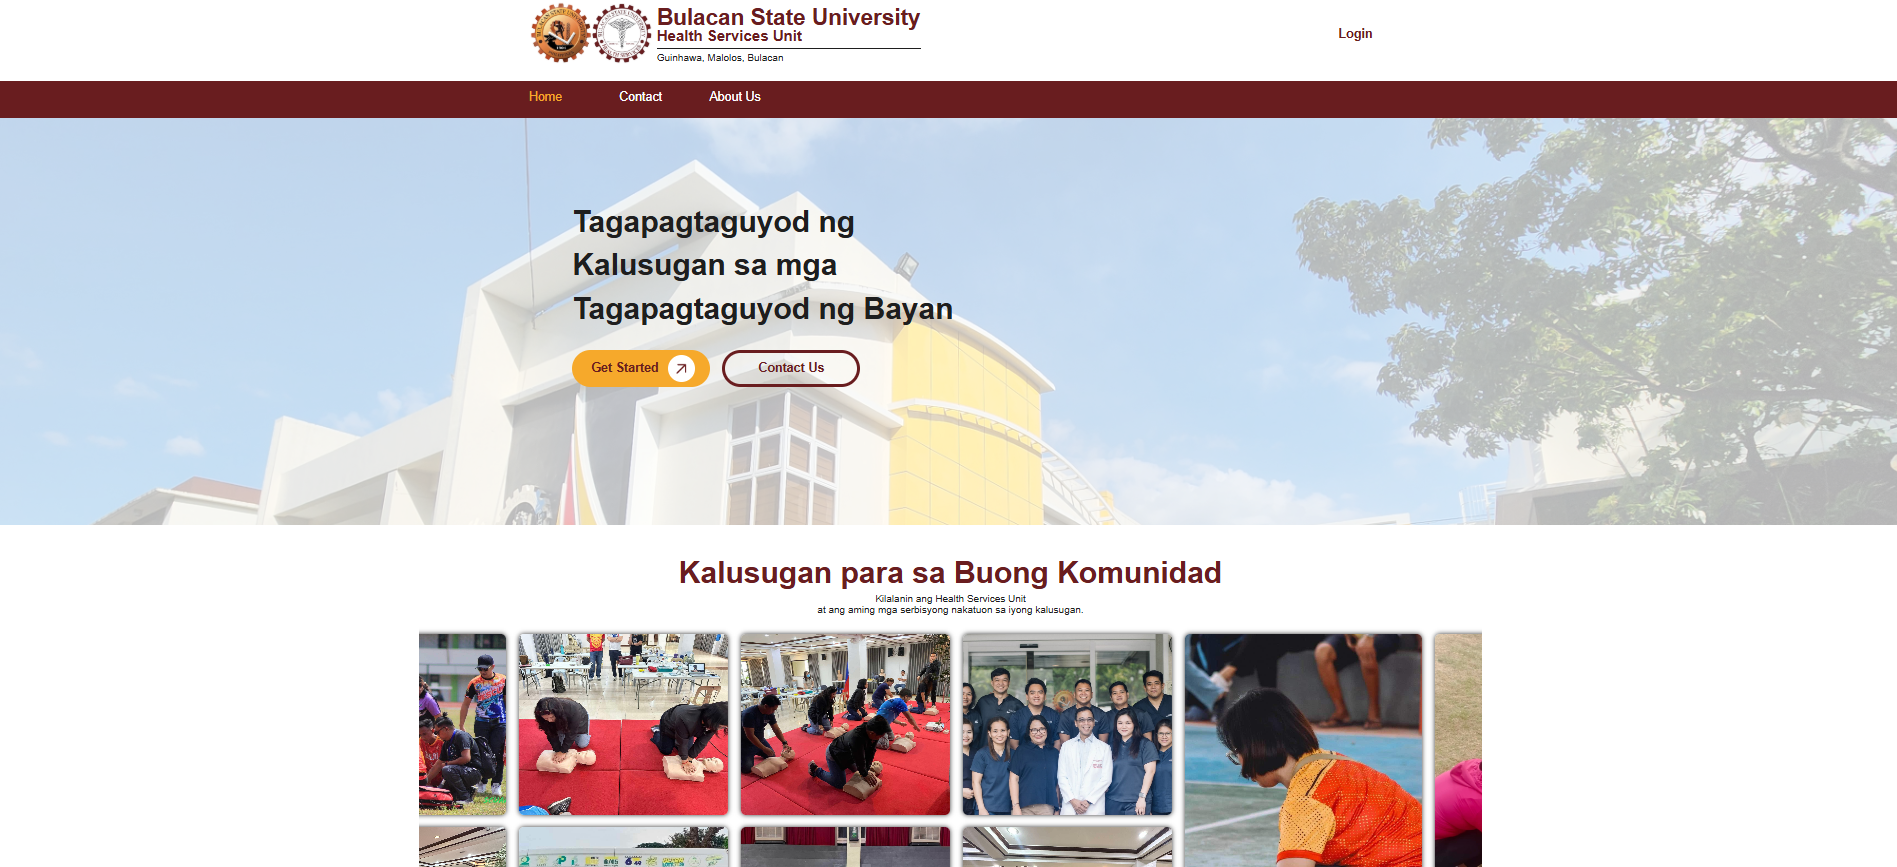 Bulacan State University
Health Services Unit
Guinhawa, Malolos, Bulacan
Login
Home
Contact
About Us
Tagapagtaguyod ng
Kalusugan sa mga
Tagapagtaguyod ng Bayan
Get Started
Contact Us
Kalusugan para sa Buong Komunidad
Kilalanin ang Health Services Unit
at ang aming mga serbisyong nakatuon sa iyong kalusugan.